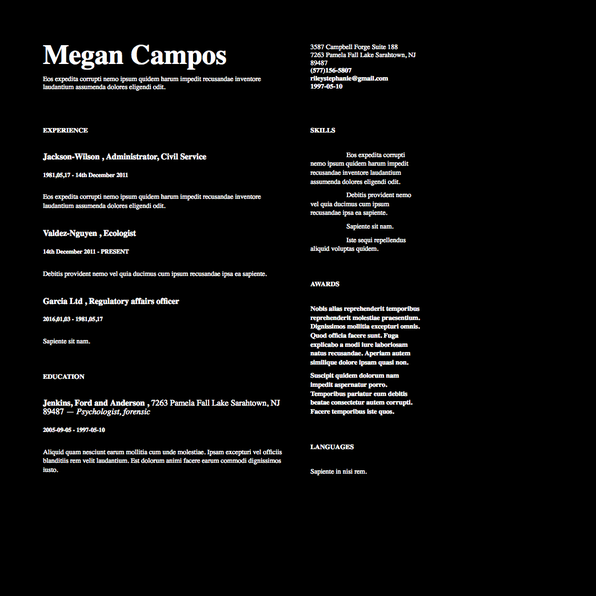 Megan Campos
Eos expedita corrupti nemo ipsum quidem harum impedit recusandae inventore
laudantium assumenda dolores eligendi odit.
3587 Campbell Forge Suite 188
7263 Pamela Fall Lake Sarahtown, NJ
89487
(577)156-5807
rileystephanie@gmail.com
1997-05-10
EXPERIENCE
Jackson-Wilson , Administrator, Civil Service
1981,05,17 - 14th December 2011
Eos expedita corrupti nemo ipsum quidem harum impedit recusandae inventore
laudantium assumenda dolores eligendi odit.
Valdez-Nguyen , Ecologist
14th December 2011 - PRESENT
Debitis provident nemo vel quia ducimus cum ipsum recusandae ipsa ea sapiente.
Garcia Ltd , Regulatory affairs officer
2016,01,03 - 1981,05,17
Sapiente sit nam.
EDUCATION
Jenkins, Ford and Anderson , 7263 Pamela Fall Lake Sarahtown, NJ
89487 — Psychologist, forensic
2005-09-05 - 1997-05-10
Aliquid quam nesciunt earum mollitia cum unde molestiae. Ipsam excepturi vel officiis
blanditiis rem velit laudantium. Est dolorum animi facere earum commodi dignissimos
iusto.
SKILLS
Eos expedita corrupti
nemo ipsum quidem harum impedit
recusandae inventore laudantium
assumenda dolores eligendi odit.
Debitis provident nemo
vel quia ducimus cum ipsum
recusandae ipsa ea sapiente.
Sapiente sit nam.
Iste sequi repellendus
aliquid voluptas quidem.
AWARDS
Nobis alias reprehenderit temporibus
reprehenderit molestiae praesentium.
Dignissimos mollitia excepturi omnis.
Quod officia facere sunt. Fuga
explicabo a modi iure laboriosam
natus recusandae. Aperiam autem
similique dolore ipsam quasi non.
Suscipit quidem dolorum nam
impedit aspernatur porro.
Temporibus pariatur eum debitis
beatae consectetur autem corrupti.
Facere temporibus iste quos.
LANGUAGES
Sapiente in nisi rem.